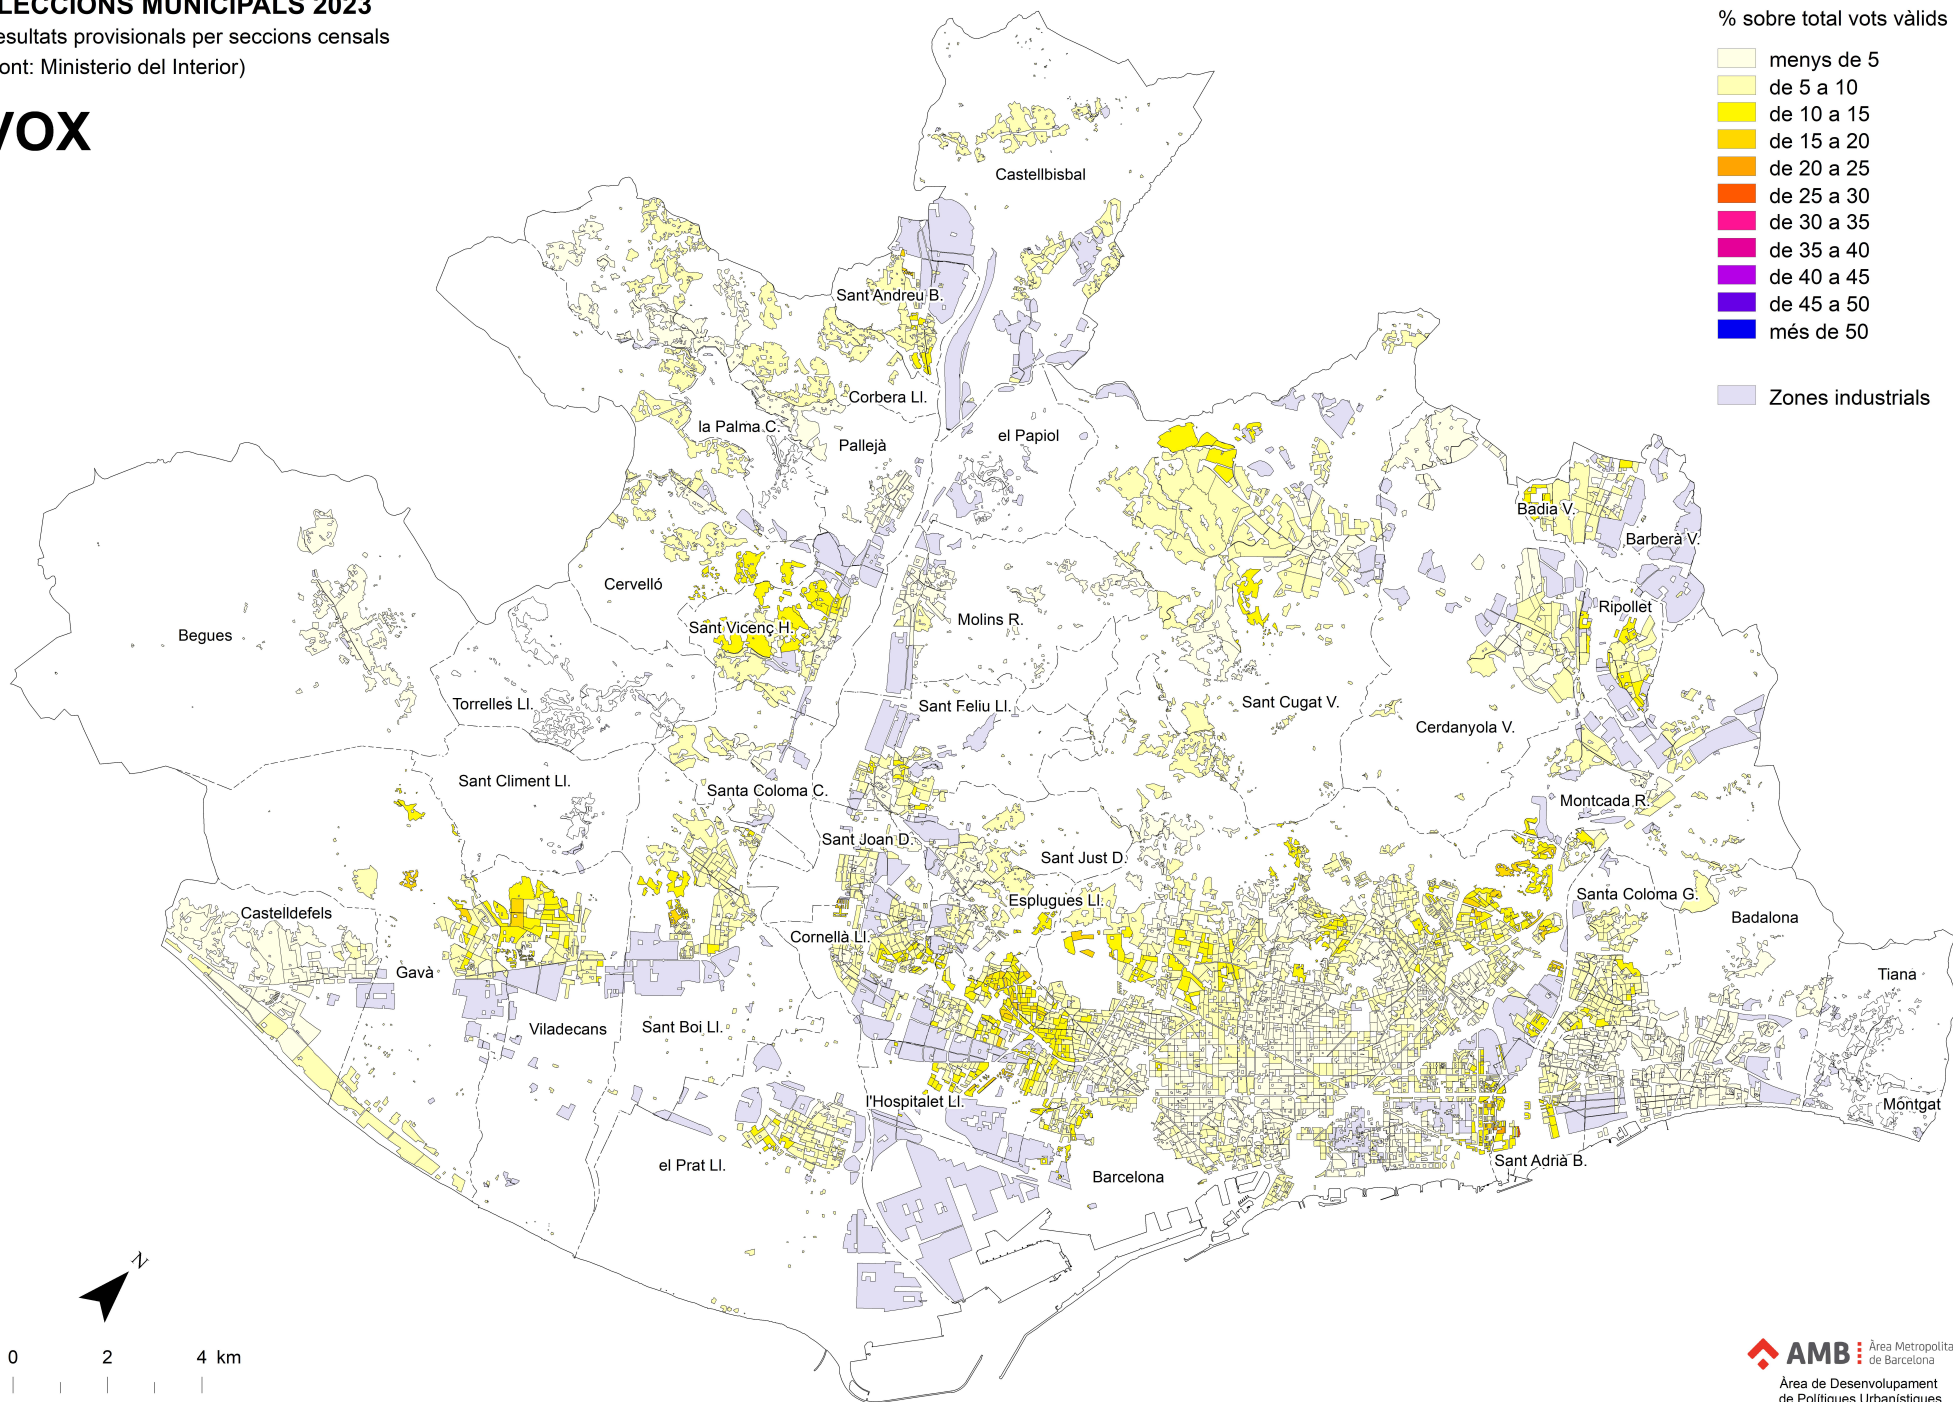 LECCIONS MUNICIPALS 2023
esultats provisionals per seccions censals
ont: Ministerio del Interior)
VOX
% sobre total vots vàlids
menys de 5
de 5 a 10
de 10 a 15
de 15 a 20
de 20 a 25
de 25 a 30
de 30 a 35
de 35 a 40
de 40 a 45
de 45 a 50
més de 50
Zones industrials
Castellbisbal
Sant Andreu B.
Corbera Ll.
la Palma C.
Pallejà
el Papiol
Badia V.
Barberà V.
Cervelló
Ripollet
Molins R.
Sant Vicenç H.
Begues
Torrelles Ll.
Sant Feliu Ll.
Sant Cugat V.
Cerdanyola V.
Sant Climent Ll.
Santa Coloma C.
Montcada R.
Sant Joan D.
Sant Just D.
Esplugues Ll.
Santa Coloma G.
Castelldefels
Badalona
Cornellà Ll.
Gavà
Tiana
Viladecans
Sant Boi Ll.
l'Hospitalet Ll.
Montgat
el Prat Ll.
Barcelona
Sant Adrià B.
N
0 2 4 km
AMB Àrea Metropolita
de Barcelona
Àrea de Desenvolupament
de Polítiques Urbanístiques